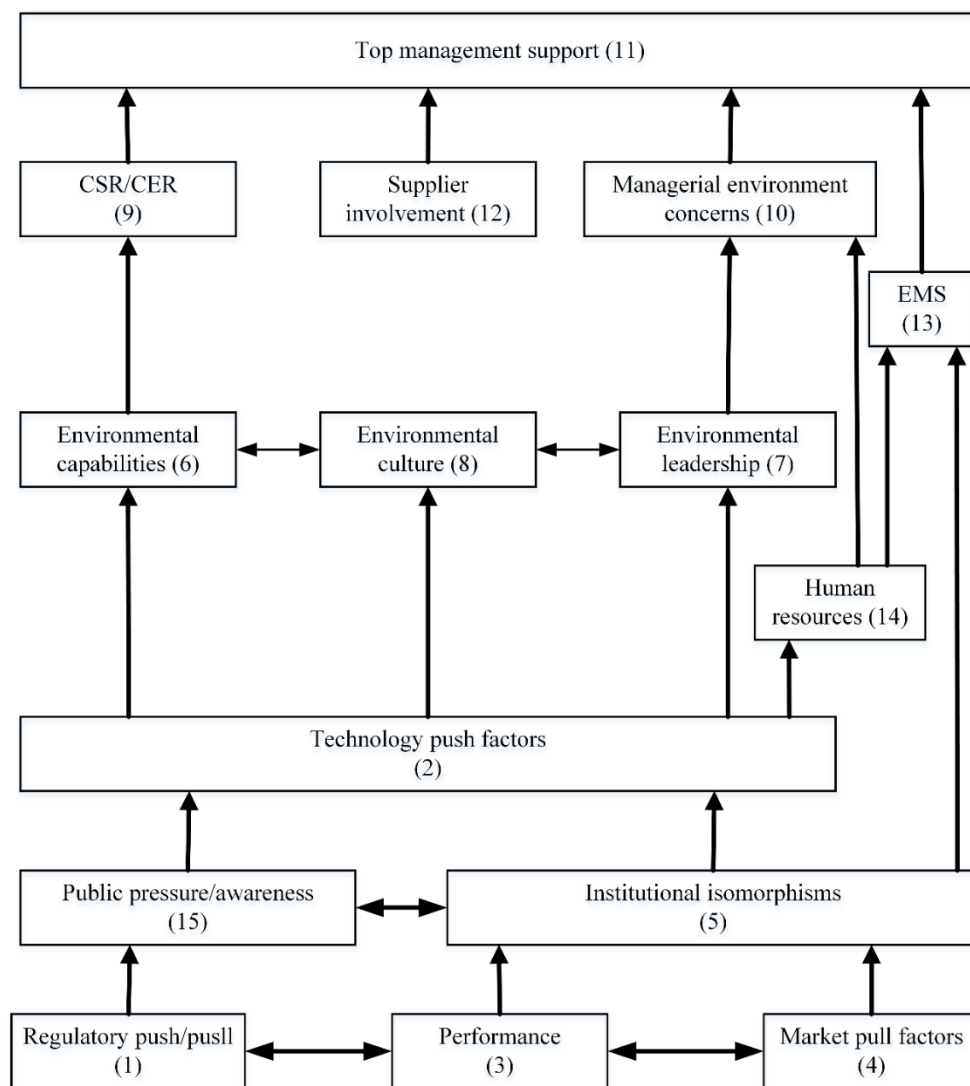 Top management support (11)
CSR/CER
(9)
Supplier
involvement (12)
Managerial environment
concerns (10)
EMS
(13)
Environmental
capabilities (6)
Environmental
culture (8)
Environmental
leadership (7)
Human
resources (14)
Technology push factors
(2)
Public pressure/awareness
(15)
Institutional isomorphisms
(5)
Regulatory push/pusll
(1)
Performance
(3)
Market pull factors
(4)